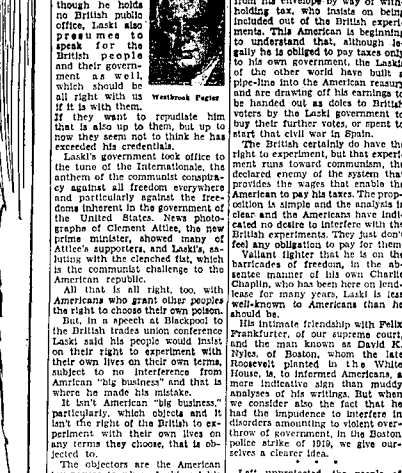 though he holds
no British public
office, Laski also
presumes to
speak for the
British people
and their govern-
ment as well,
which should be
all right with us
if it is with them.
If they want to repudiate him
that is also up to them, but up to
now they seem not to think he has
exceeded his credentials.
Laski's government took office to
the tune of the Internationale, the
anthem of the communist conspira-
cy against all freedom everywhere
and particularly against the free-
doms inherent in the government of
the United States. News photo-
graphs of Clement Attlee, the new
prime minister, showed many of
Attlee's supporters, and Laski's, sa-
luting with the clenched fist, which
is the communist challenge to the
American republic.
All that is all right, too, with
Americans who grant other peoples
the right to choose their own poison.
But, in a speech at Blackpool to
the British trades union conference
Laski said his people would insist
on their right to experiment with
their own lives on their own terms,
subject to no interference from
Amrican "big business" and that is
where he made his mistake.
It isn't American "big business,"
particularly, which objects and it
isn't the right of the British to ex-
periment with their own lives on
any terms they choose, that is ob-
jected to.
The objectors are the American
Westbrook Pegler
from his envelope by way of with-
holding tax, who insists on being
included out of the British experi-
ments. This American is beginning
to understand that, although le-
gally he is obliged to pay taxes only
to his own government, the Laskis
of the other world have built a
pipe-line into the American treasury
and are drawing off his earnings to
be handed out as doles to British
voters by the Laski government to
buy their further votes, or spent to
start that civil war in Spain.
The British certainly do have the
right to experiment, but that experi-
ment runs toward communism, the
declared enemy of the system that
provides the wages that enable the
American to pay his taxes. The prop-
osition is simple and the analysis is
clear and the Americans have indi-
cated no desire to interfere with the
British experiments. They just don't
feel any obligation to pay for them.
Valiant fighter that he is on the
barricades of freedom, in the ab-
sentee manner of his own Charlie
Chaplin, who has been here on lend-
lease for many years, Laski is less
well-known to Americans than he
should be.
His intimate friendship with Felix
Frankfurter, of our supreme court,
and the man known as David K.
Nyles, of Boston, whom the late
Roosevelt planted in the White
House, is, to informed Americans, a
more indicative sign than muddy
analyses of his writings. But when
we consider also the fact that he
had the impudence to interfere in
disorders amounting to violent over-
throw of government, in the Boston
police strike of 1919, we give our-
selves a clearer idea.